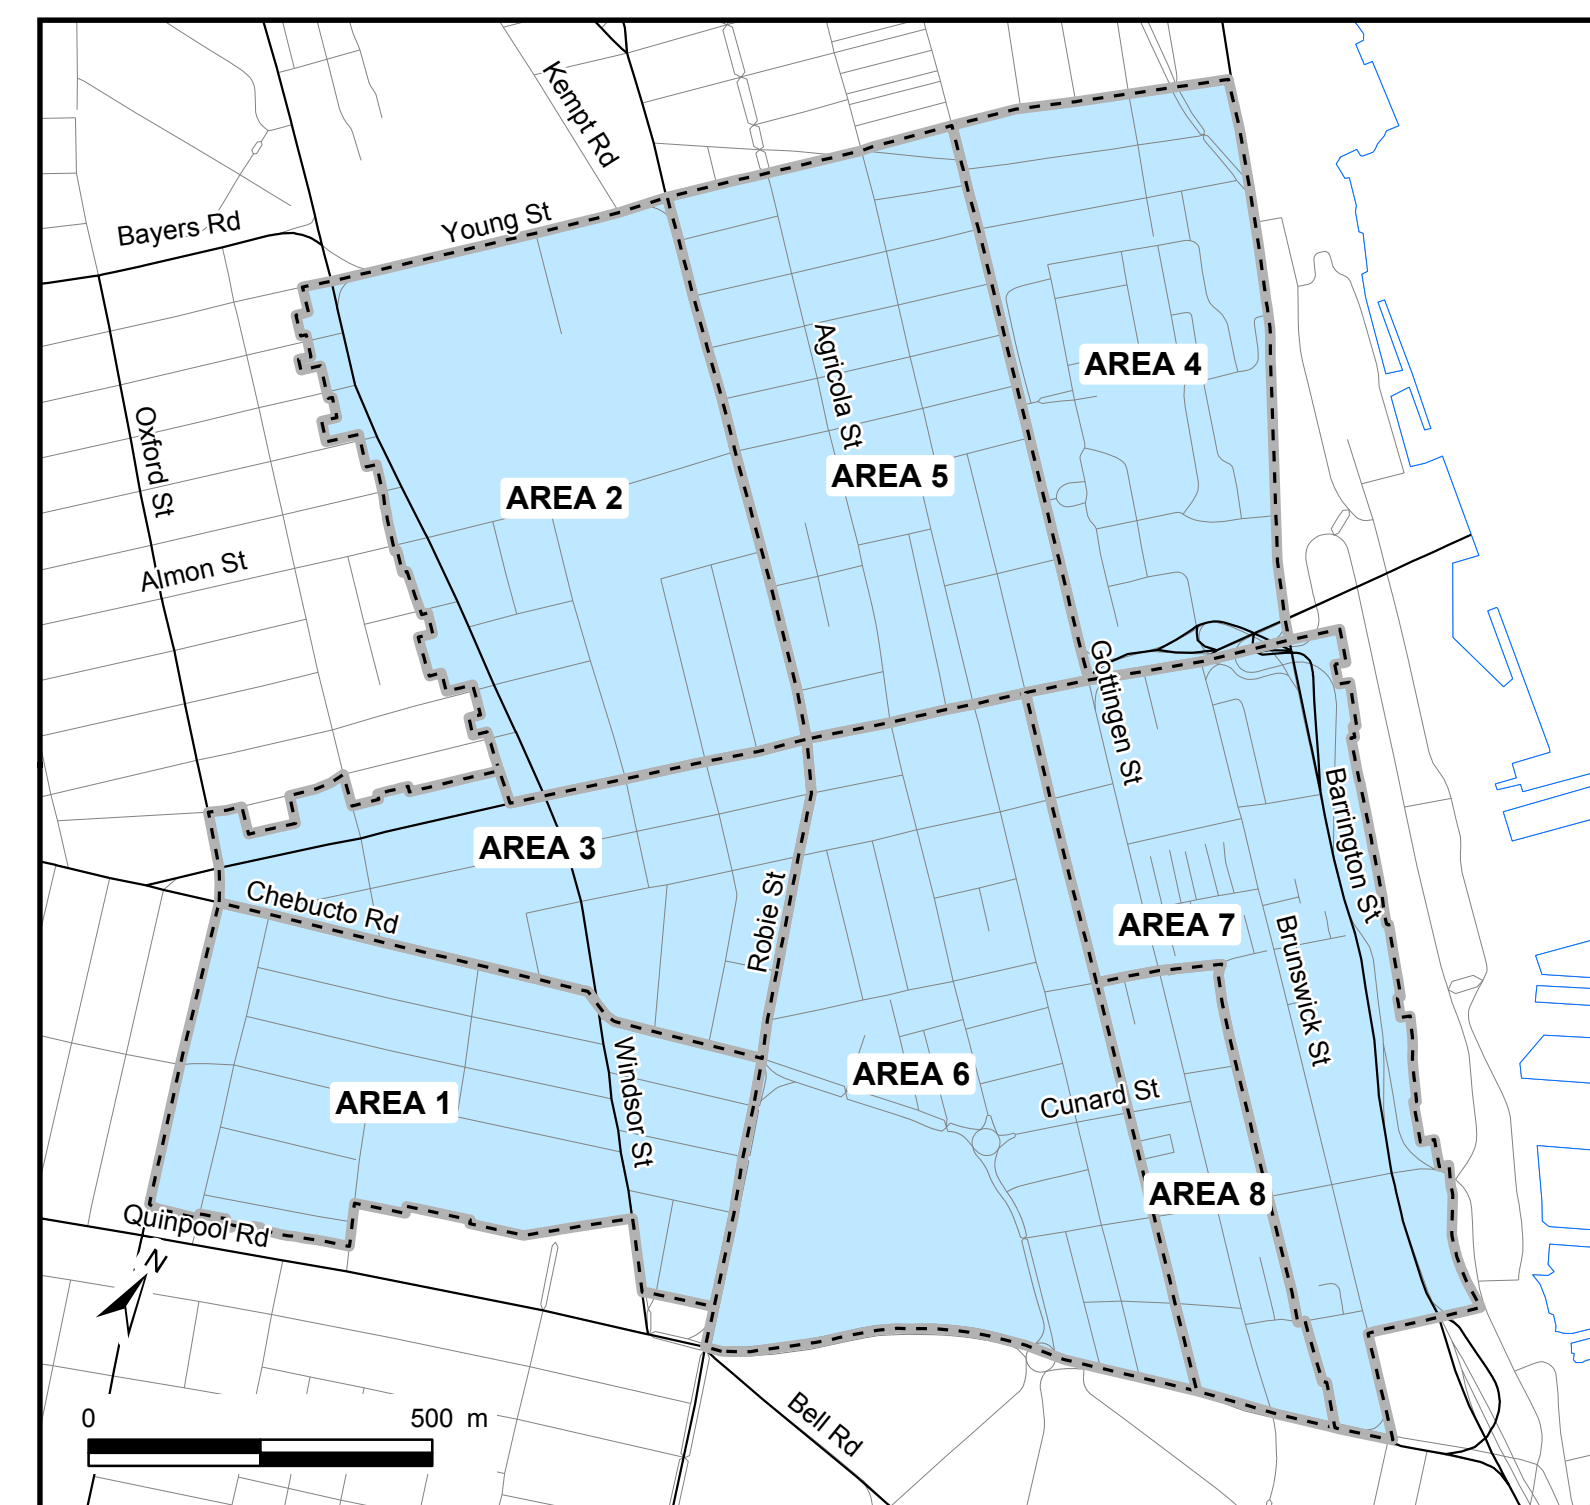 Kempt Rd
Bayers Rd
Young St
Agricola St
AREA 4
Oxford St
AREA 5
AREA 2
Almon St
Gottingen St
Barrington St
AREA 3
Chebucto Rd
Robie St
AREA 7
Brunswick St
Windsor St
AREA 6
AREA 1
Cunard St
AREA 8
Quinpool Rd
N
Bell Rd
0 500 m